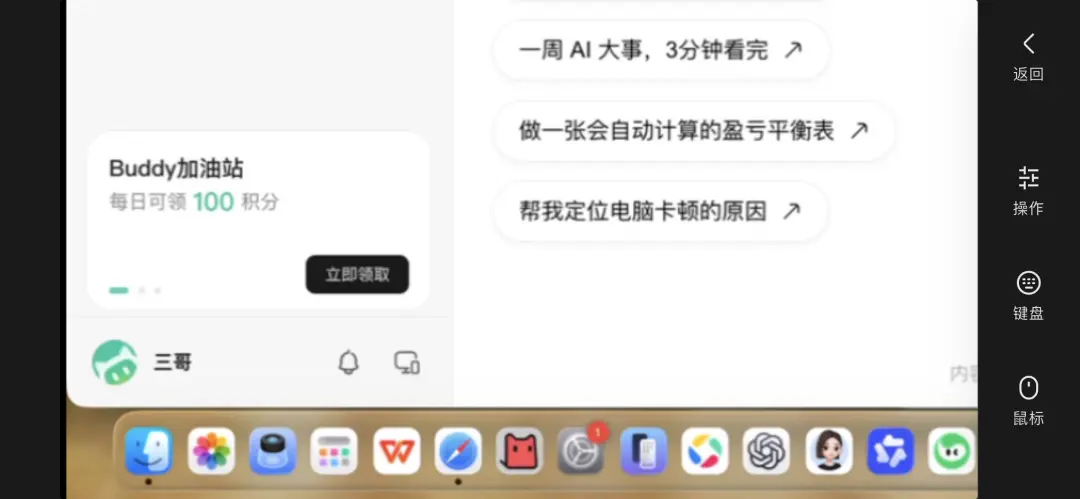 一周 AI 大事，3分钟看完
做一张会自动计算的盈亏平衡表
帮我定位电脑卡顿的原因
Buddy加油站
每日可领 100 积分
立即领取
三哥
内容
1
返回
操作
键盘
鼠标